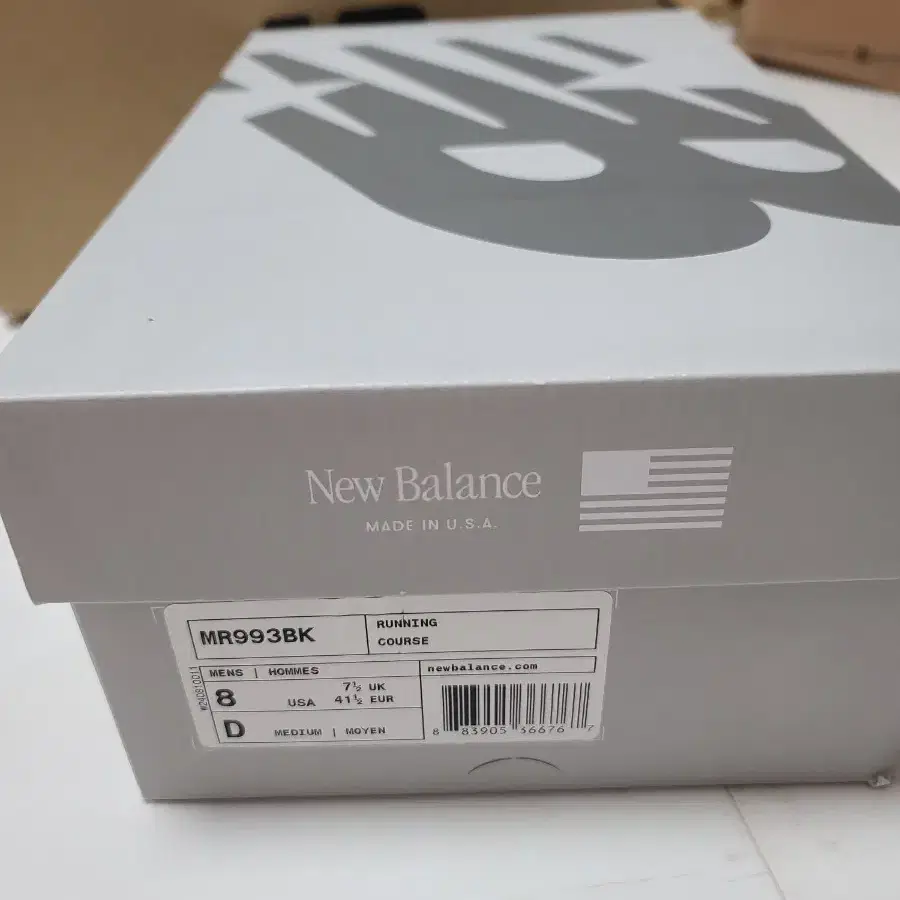 New Balance
MADE IN U.S.A.
MR993BK
RUNNING
COURSE
MENS | HOMMES
newbalance.com
8 USA 7½ UK
41½ EUR
D MEDIUM | MOYEN
8 83905 36676 7